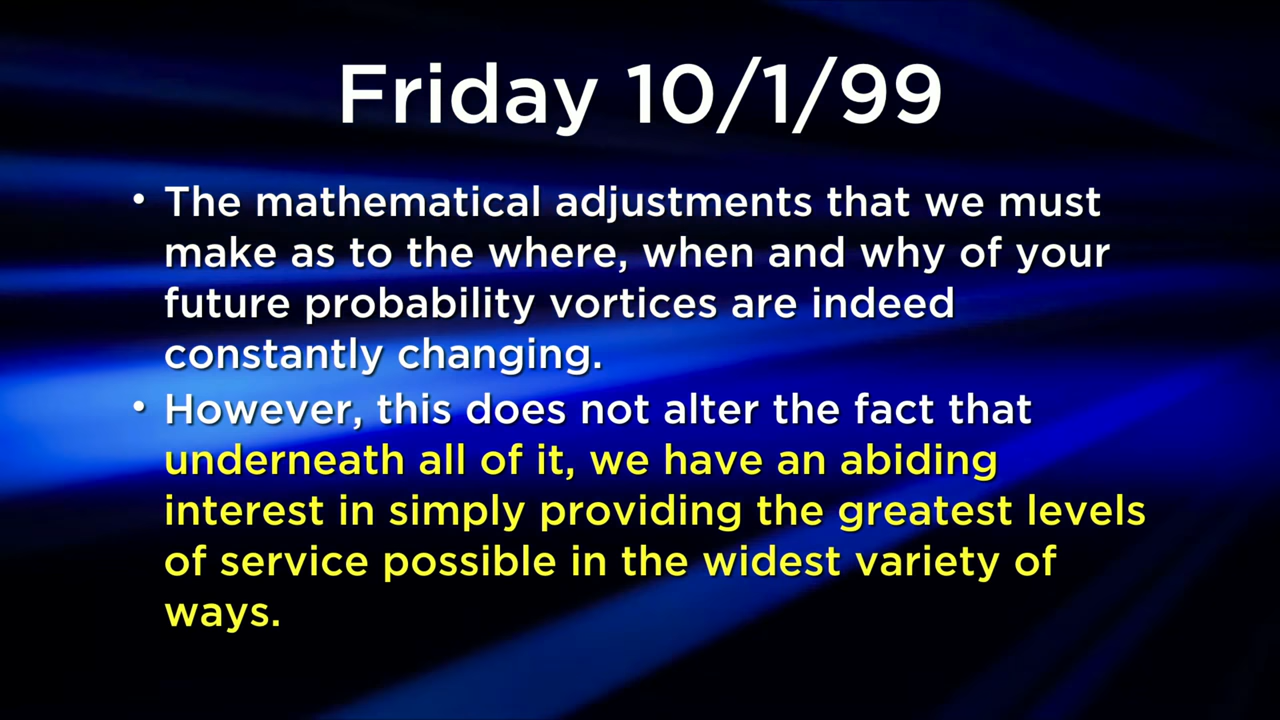 Friday 10/1/99
• The mathematical adjustments that we must
make as to the where, when and why of your
future probability vortices are indeed
constantly changing.
• However, this does not alter the fact that
underneath all of it, we have an abiding
interest in simply providing the greatest levels
of service possible in the widest variety of
ways.